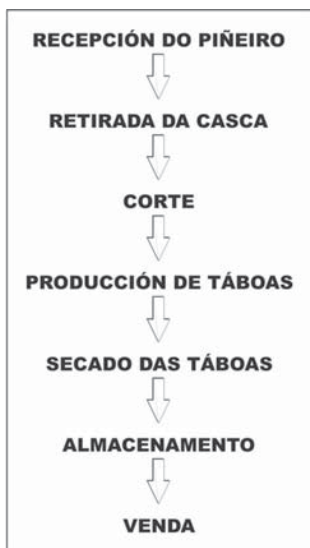 RECEPCIÓN DO PIÑEIRO
RETIRADA DA CASCA
CORTE
PRODUCCIÓN DE TÁBOAS
SECADO DAS TÁBOAS
ALMACENAMENTO
VENDA